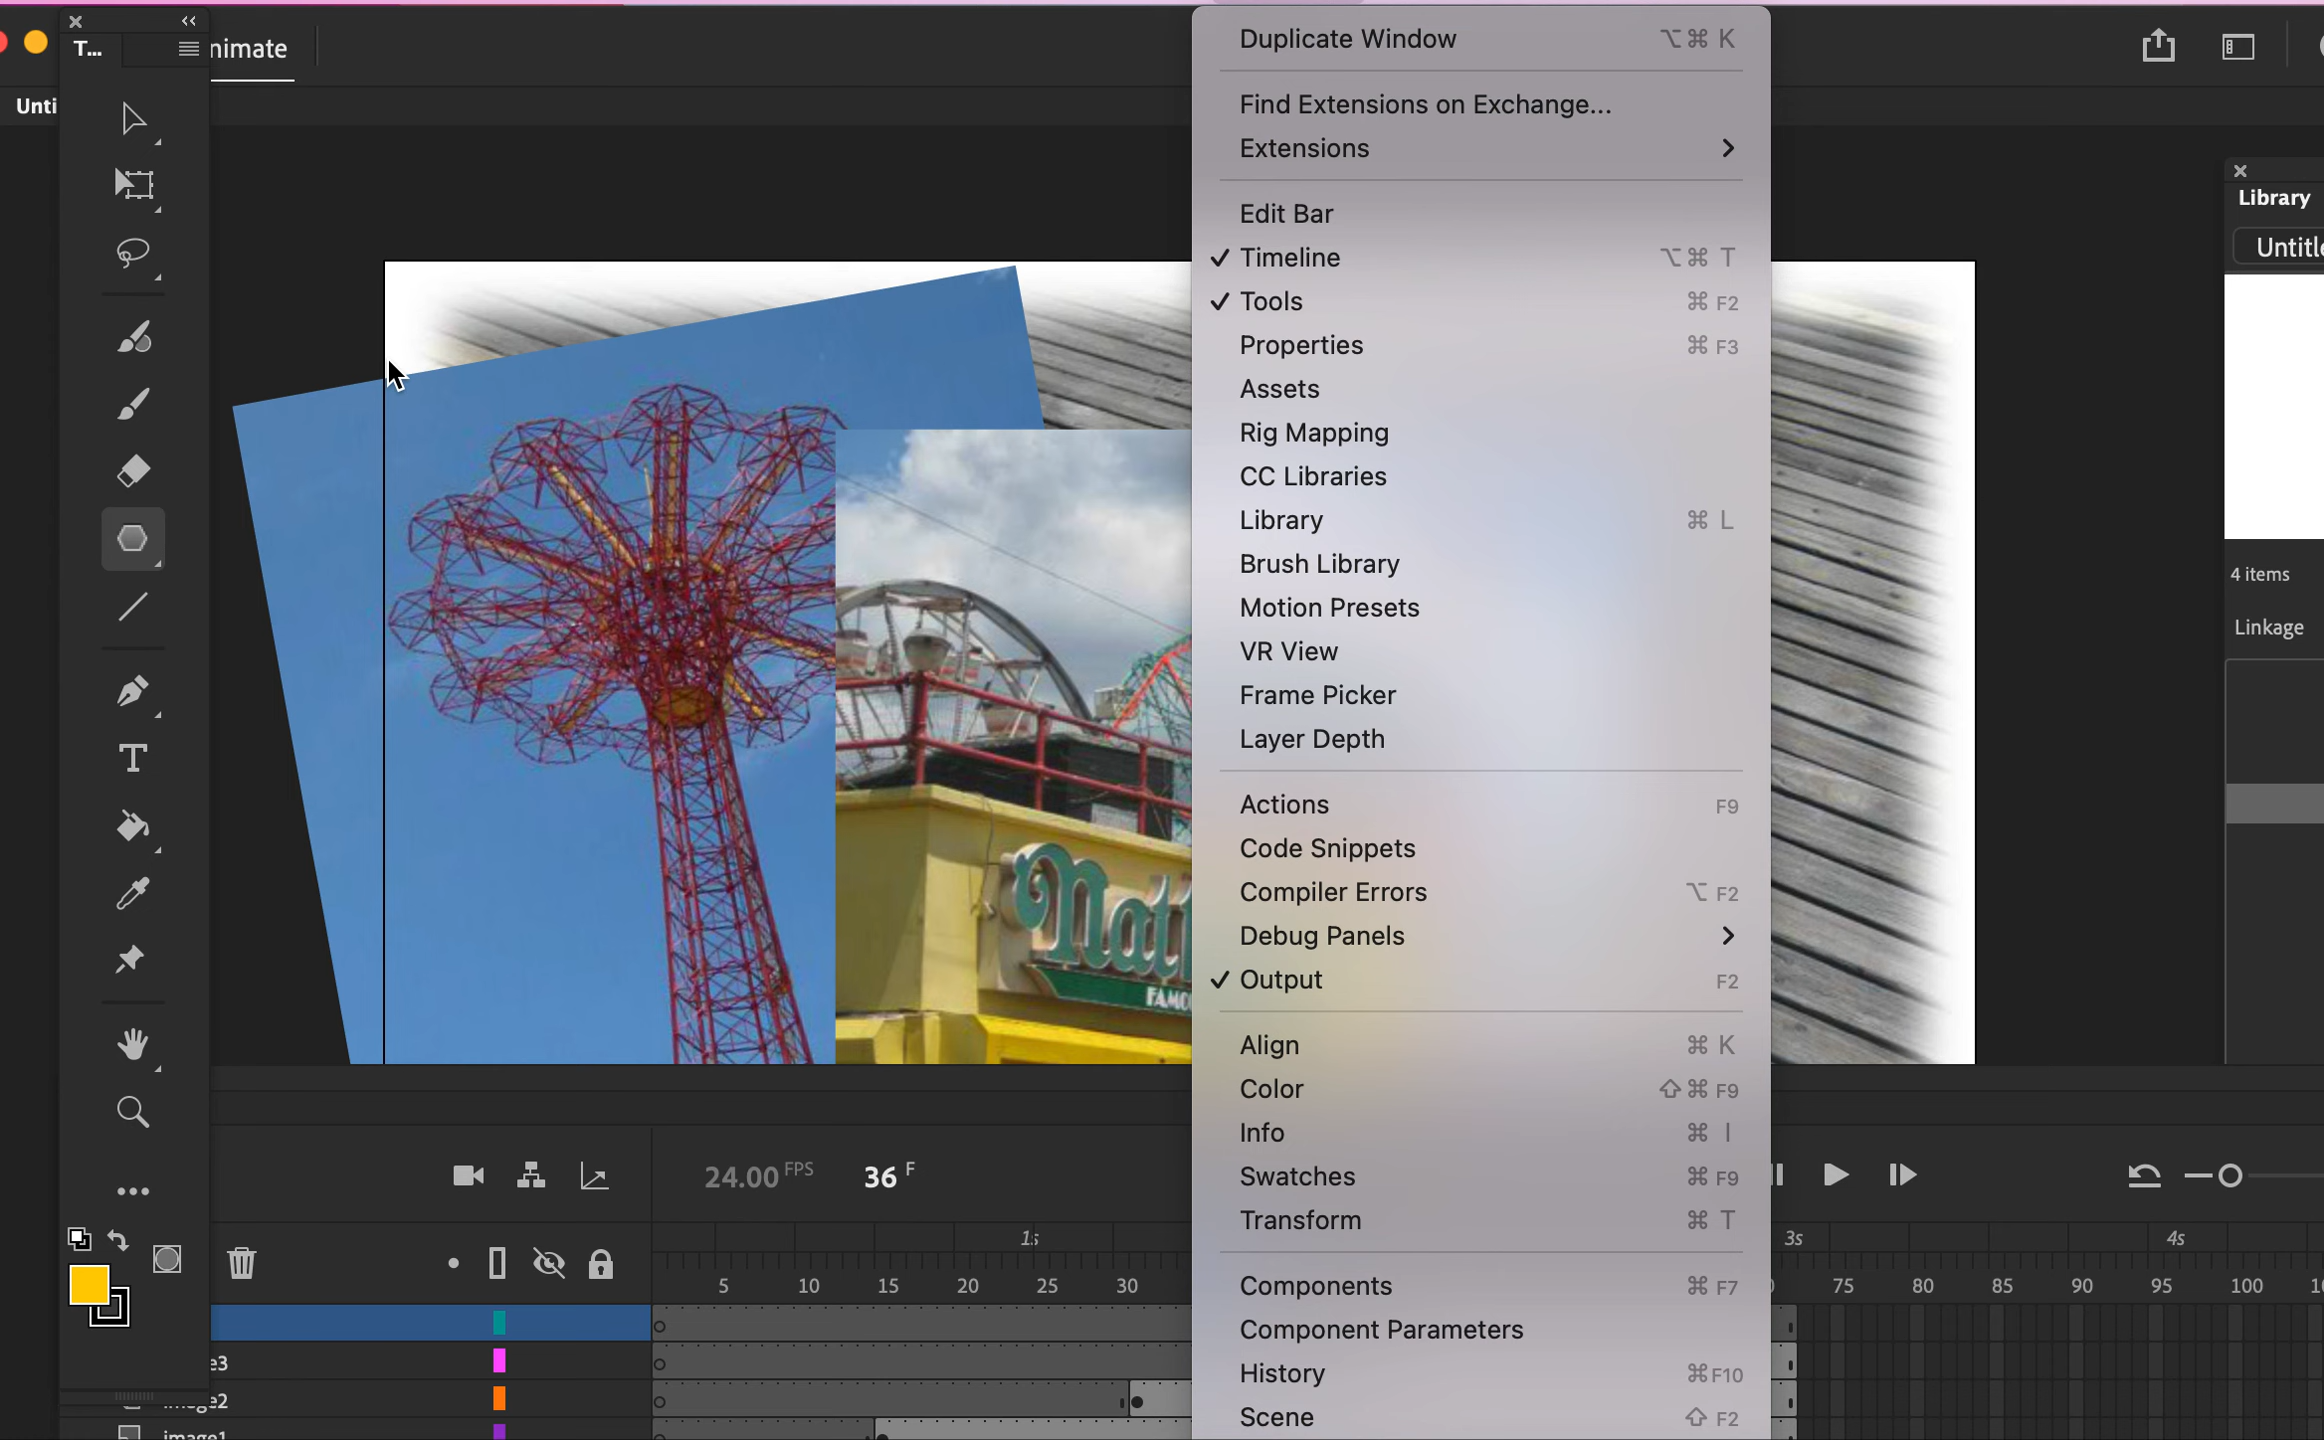 T...
nimate
Unti
Duplicate Window ⌥⌘ K
Find Extensions on Exchange...
Extensions
Edit Bar
✓ Timeline ⌥⌘ T
✓ Tools ⌘ F2
Properties ⌘ F3
Assets
Rig Mapping
CC Libraries
Library ⌘ L
Brush Library
Motion Presets
VR View
Frame Picker
Layer Depth
Actions F9
Code Snippets
Compiler Errors ⌥ F2
Debug Panels
✓ Output F2
Align ⌘ K
Color ⇧⌘ F9
Info ⌘ I
Swatches ⌘ F9
Transform ⌘ T
Components ⌘ F7
Component Parameters
History ⌘F10
Scene ⇧ F2
Library
Untitle
4 items
Linkage
Nat
FAMO
24.00 FPS 36 F
1s 3s 4s
5 10 15 20 25 30 75 80 85 90 95 100
e3
image2
image1